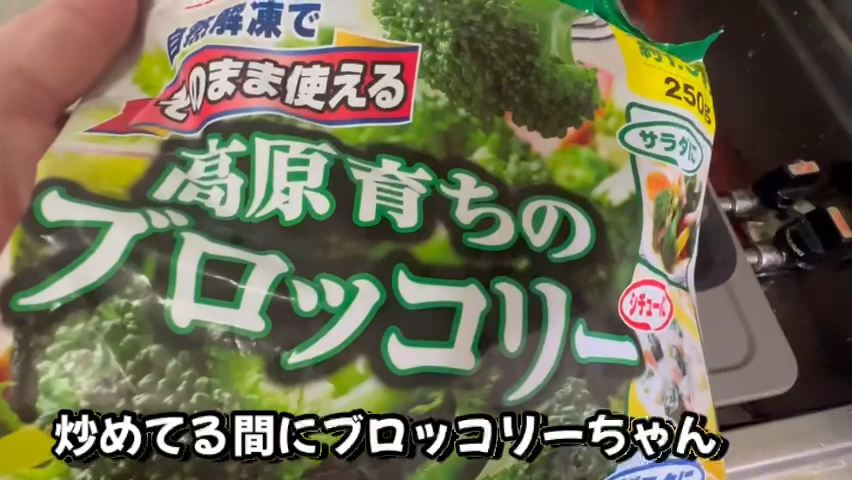 自然解凍で
そのまま使える
250g
サラダに
高原育ちの
ブロッコリー
シチューに
炒めてる間にブロッコリーちゃん